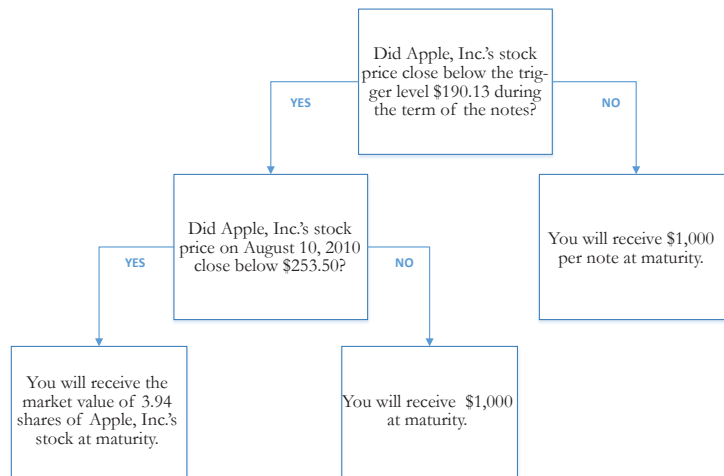 Did Apple, Inc.'s stock
price close below the trig-
ger level $190.13 during
the term of the notes?
YES
NO
Did Apple, Inc.'s stock
price on August 10, 2010
close below $253.50?
You will receive $1,000
per note at maturity.
YES
NO
You will receive the
market value of 3.94
shares of Apple, Inc.'s
stock at maturity.
You will receive $1,000
at maturity.